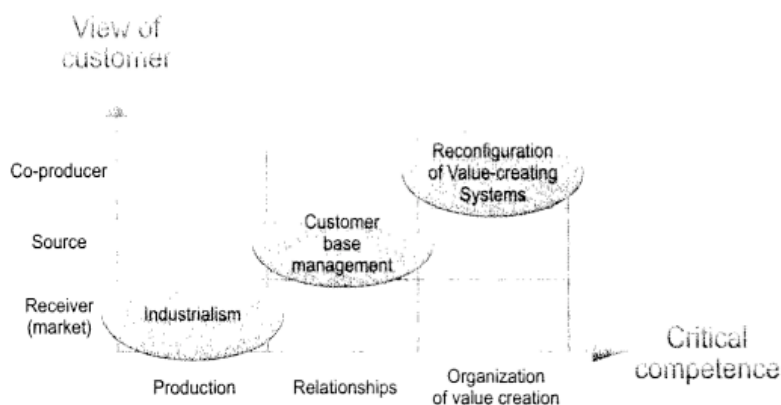 View of
customer
Co-producer
Reconfiguration
of Value-creating
Systems
Source
Customer
base
management
Receiver
(market)
Industrialism
Critical
competence
Production
Relationships
Organization
of value creation